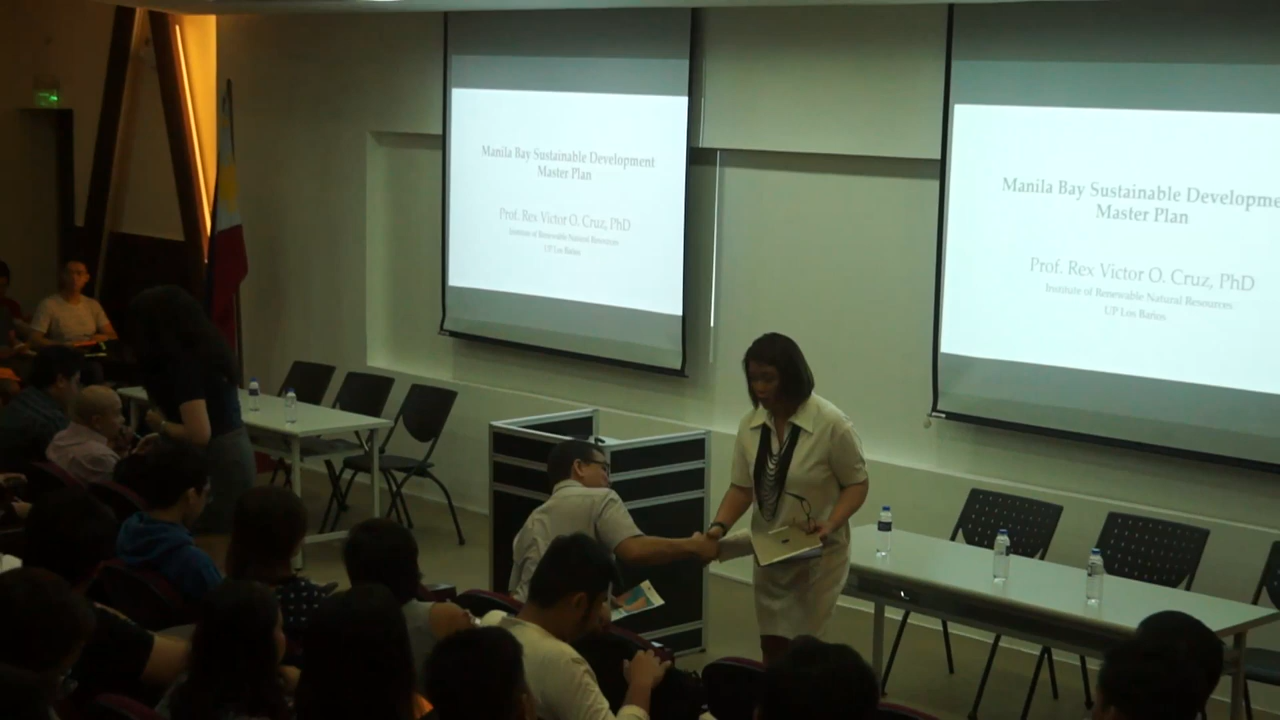 Manila Bay Sustainable Development
Master Plan
Prof. Rex Victor O. Cruz, PhD
Institute of Renewable Natural Resources
UP Los Baños
Manila Bay Sustainable Developme
Master Plan
Prof. Rex Victor O. Cruz, PhD
Institute of Renewable Natural Resources
UP Los Baños